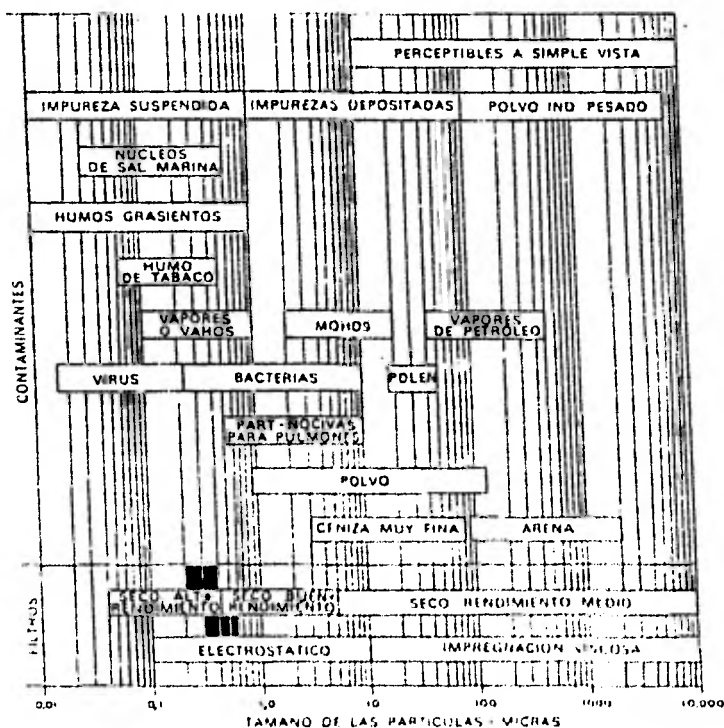 PERCEPTIBLES A SIMPLE VISTA
IMPUREZA SUSPENDIDA
IMPUREZAS DEPOSITADAS
POLVO IND PESADO
NUCLEOS
DE SAL MARINA
HUMOS GRASIENTOS
HUMO
DE TABACO
VAPORES
O VAHOS
MOHOS
VAPORES
DE PETROLEO
VIRUS
BACTERIAS
POLEN
PART-NOCIVAS
PARA PULMONES
POLVO
CENIZA MUY FINA
ARENA
CONTAMINANTES
SECO ALTO
RENDIMIENTO
SECO BUEN
RENDIMIENTO
SECO RENDIMIENTO MEDIO
ELECTROSTATICO
IMPREGNACION VISCOSA
FILTROS
0,01 0,1 1,0 10 100 1000 10.000
TAMANO DE LAS PARTICULAS - MICRAS